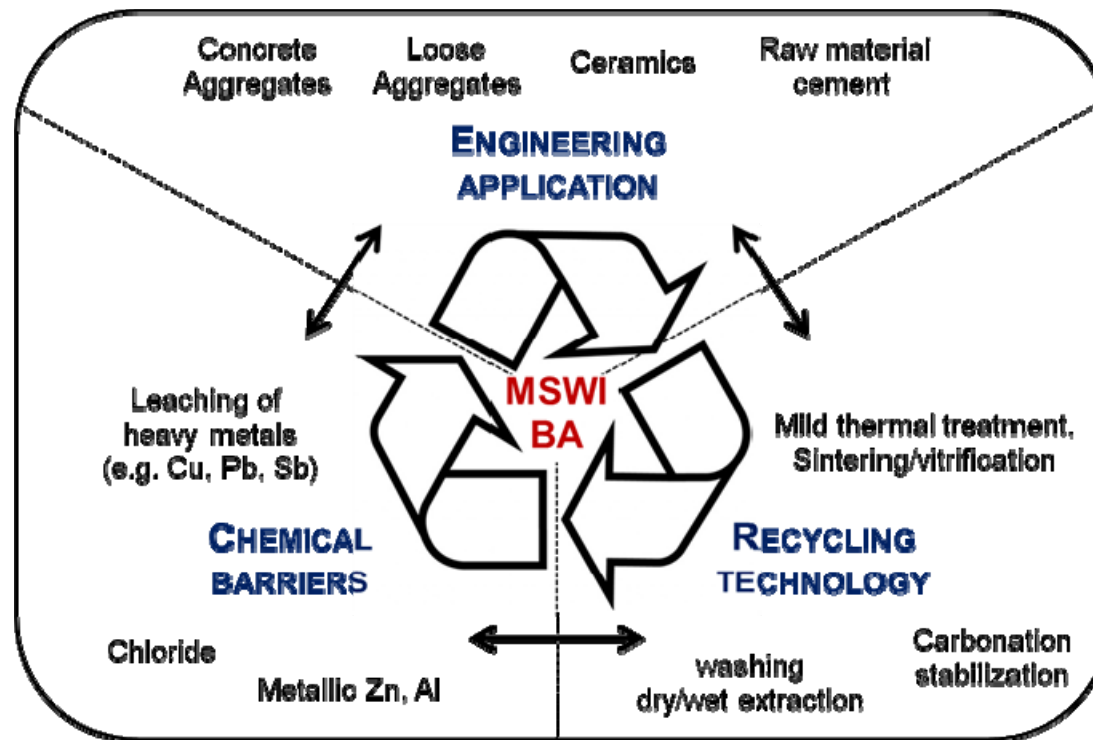 Concrete
Aggregates
Loose
Aggregates
Ceramics
Raw material
cement
ENGINEERING
APPLICATION
MSWI
BA
Leaching of
heavy metals
(e.g. Cu, Pb, Sb)
CHEMICAL
BARRIERS
Chloride
Metallic Zn, Al
Mild thermal treatment,
Sintering/vitrification
RECYCLING
TECHNOLOGY
washing
dry/wet extraction
Carbonation
stabilization